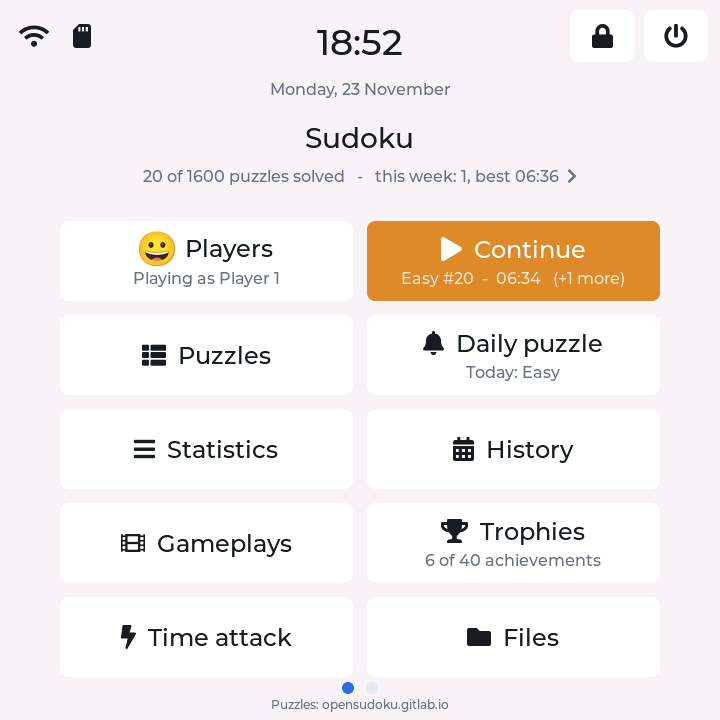 18:52
Monday, 23 November
Sudoku
20 of 1600 puzzles solved - this week: 1, best 06:36
Players
Playing as Player 1
Continue
Easy #20 - 06:34 (+1 more)
Puzzles
Daily puzzle
Today: Easy
Statistics
History
Gameplays
Trophies
6 of 40 achievements
Time attack
Files
Puzzles: opensudoku.gitlab.io